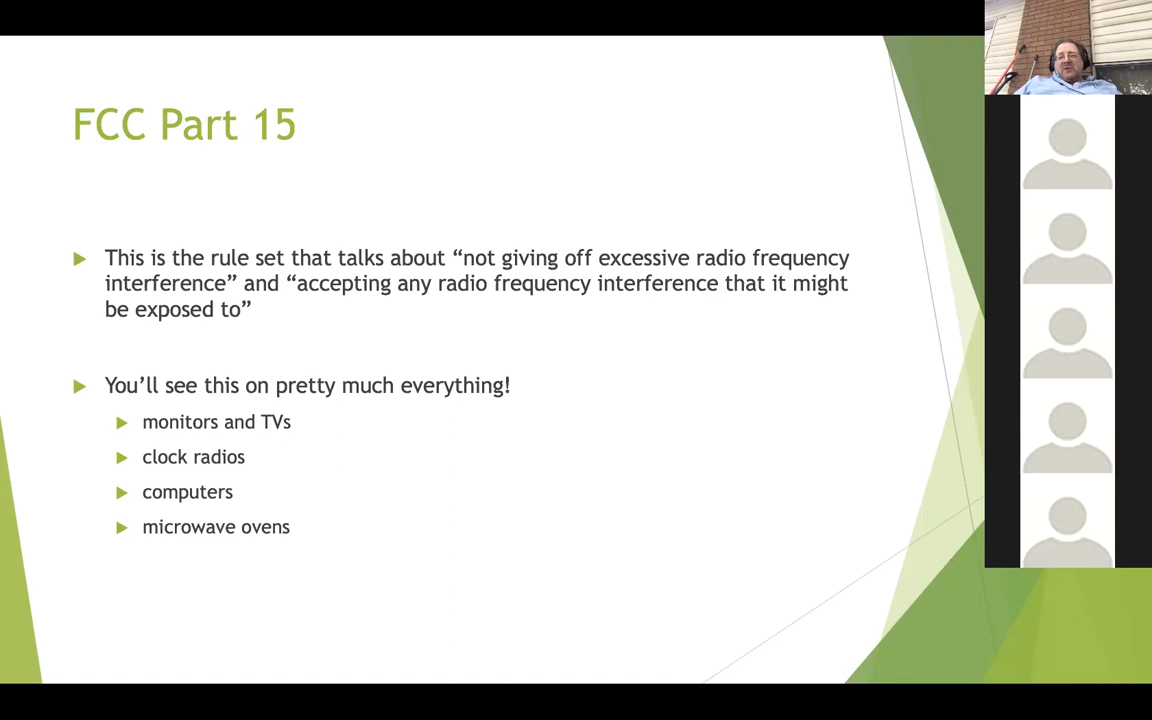 FCC Part 15
This is the rule set that talks about “not giving off excessive radio frequency
interference” and “accepting any radio frequency interference that it might
be exposed to”
You’ll see this on pretty much everything!
monitors and TVs
clock radios
computers
microwave ovens